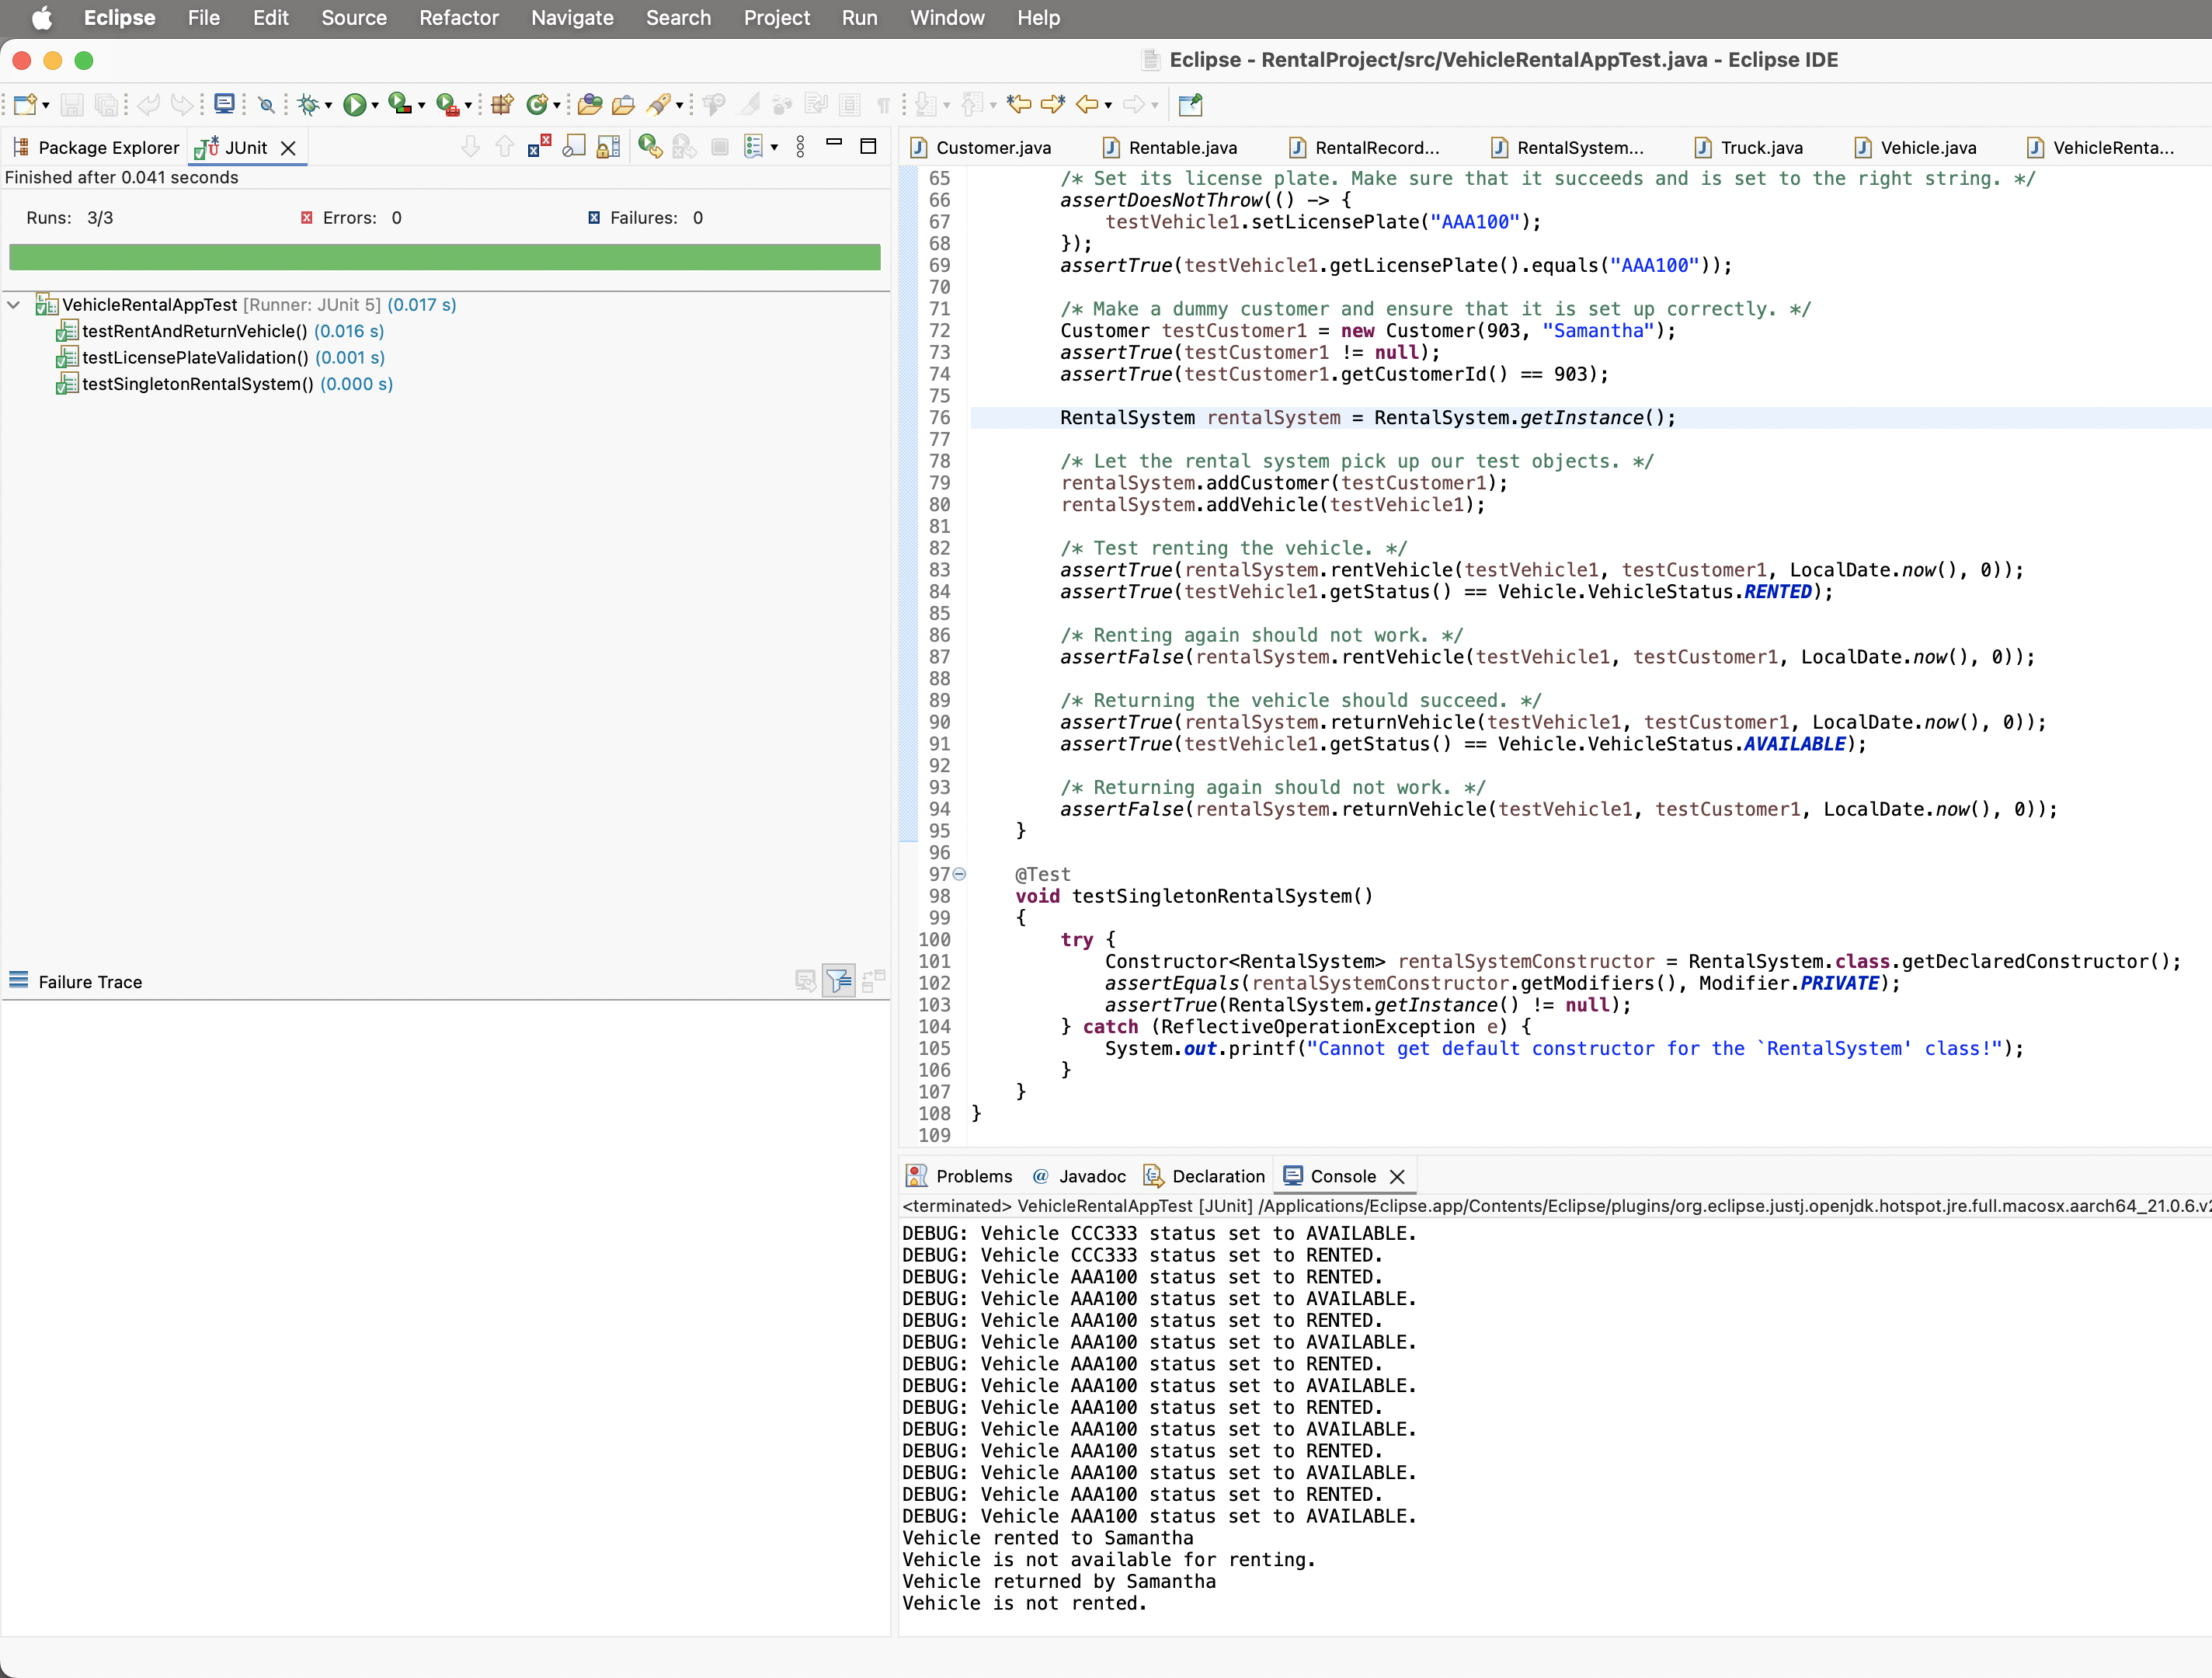 Eclipse File Edit Source Refactor Navigate Search Project Run Window Help
Eclipse - RentalProject/src/VehicleRentalAppTest.java - Eclipse IDE
Package Explorer JUnit
Finished after 0.041 seconds
Runs: 3/3 Errors: 0 Failures: 0
VehicleRentalAppTest [Runner: JUnit 5] (0.017 s)
testRentAndReturnVehicle() (0.016 s)
testLicensePlateValidation() (0.001 s)
testSingletonRentalSystem() (0.000 s)
Failure Trace
Customer.java Rentable.java RentalRecord... RentalSystem... Truck.java Vehicle.java VehicleRenta...
65 /* Set its license plate. Make sure that it succeeds and is set to the right string. */
66 assertDoesNotThrow(() -> {
67 testVehicle1.setLicensePlate("AAA100");
68 });
69 assertTrue(testVehicle1.getLicensePlate().equals("AAA100"));
70
71 /* Make a dummy customer and ensure that it is set up correctly. */
72 Customer testCustomer1 = new Customer(903, "Samantha");
73 assertTrue(testCustomer1 != null);
74 assertTrue(testCustomer1.getCustomerId() == 903);
75
76 RentalSystem rentalSystem = RentalSystem.getInstance();
77
78 /* Let the rental system pick up our test objects. */
79 rentalSystem.addCustomer(testCustomer1);
80 rentalSystem.addVehicle(testVehicle1);
81
82 /* Test renting the vehicle. */
83 assertTrue(rentalSystem.rentVehicle(testVehicle1, testCustomer1, LocalDate.now(), 0));
84 assertTrue(testVehicle1.getStatus() == Vehicle.VehicleStatus.RENTED);
85
86 /* Renting again should not work. */
87 assertFalse(rentalSystem.rentVehicle(testVehicle1, testCustomer1, LocalDate.now(), 0));
88
89 /* Returning the vehicle should succeed. */
90 assertTrue(rentalSystem.returnVehicle(testVehicle1, testCustomer1, LocalDate.now(), 0));
91 assertTrue(testVehicle1.getStatus() == Vehicle.VehicleStatus.AVAILABLE);
92
93 /* Returning again should not work. */
94 assertFalse(rentalSystem.returnVehicle(testVehicle1, testCustomer1, LocalDate.now(), 0));
95 }
96
97 @Test
98 void testSingletonRentalSystem()
99 {
100 try {
101 Constructor<RentalSystem> rentalSystemConstructor = RentalSystem.class.getDeclaredConstructor();
102 assertEquals(rentalSystemConstructor.getModifiers(), Modifier.PRIVATE);
103 assertTrue(RentalSystem.getInstance() != null);
104 } catch (ReflectiveOperationException e) {
105 System.out.printf("Cannot get default constructor for the `RentalSystem' class!");
106 }
107 }
108 }
109
Problems @ Javadoc Declaration Console
<terminated> VehicleRentalAppTest [JUnit] /Applications/Eclipse.app/Contents/Eclipse/plugins/org.eclipse.justj.openjdk.hotspot.jre.full.macosx.aarch64_21.0.6.v2
DEBUG: Vehicle CCC333 status set to AVAILABLE.
DEBUG: Vehicle CCC333 status set to RENTED.
DEBUG: Vehicle AAA100 status set to RENTED.
DEBUG: Vehicle AAA100 status set to AVAILABLE.
DEBUG: Vehicle AAA100 status set to RENTED.
DEBUG: Vehicle AAA100 status set to AVAILABLE.
DEBUG: Vehicle AAA100 status set to RENTED.
DEBUG: Vehicle AAA100 status set to AVAILABLE.
DEBUG: Vehicle AAA100 status set to RENTED.
DEBUG: Vehicle AAA100 status set to AVAILABLE.
DEBUG: Vehicle AAA100 status set to RENTED.
DEBUG: Vehicle AAA100 status set to AVAILABLE.
DEBUG: Vehicle AAA100 status set to RENTED.
DEBUG: Vehicle AAA100 status set to AVAILABLE.
Vehicle rented to Samantha
Vehicle is not available for renting.
Vehicle returned by Samantha
Vehicle is not rented.